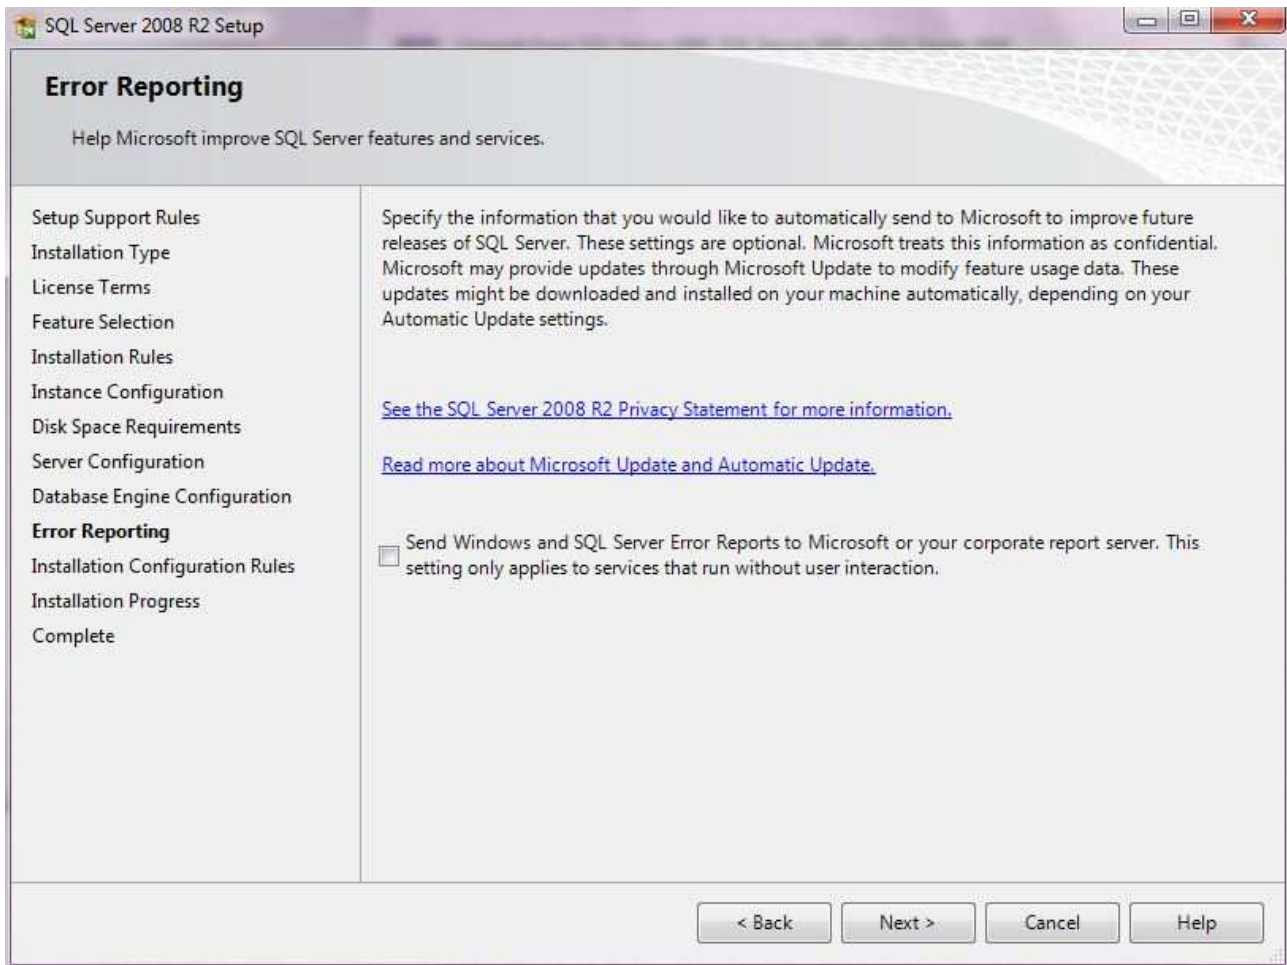 SQL Server 2008 R2 Setup
Error Reporting
Help Microsoft improve SQL Server features and services.
Setup Support Rules
Installation Type
License Terms
Feature Selection
Installation Rules
Instance Configuration
Disk Space Requirements
Server Configuration
Database Engine Configuration
Error Reporting
Installation Configuration Rules
Installation Progress
Complete
Specify the information that you would like to automatically send to Microsoft to improve future
releases of SQL Server. These settings are optional. Microsoft treats this information as confidential.
Microsoft may provide updates through Microsoft Update to modify feature usage data. These
updates might be downloaded and installed on your machine automatically, depending on your
Automatic Update settings.
See the SQL Server 2008 R2 Privacy Statement for more information.
Read more about Microsoft Update and Automatic Update.
Send Windows and SQL Server Error Reports to Microsoft or your corporate report server. This
setting only applies to services that run without user interaction.
< Back
Next >
Cancel
Help